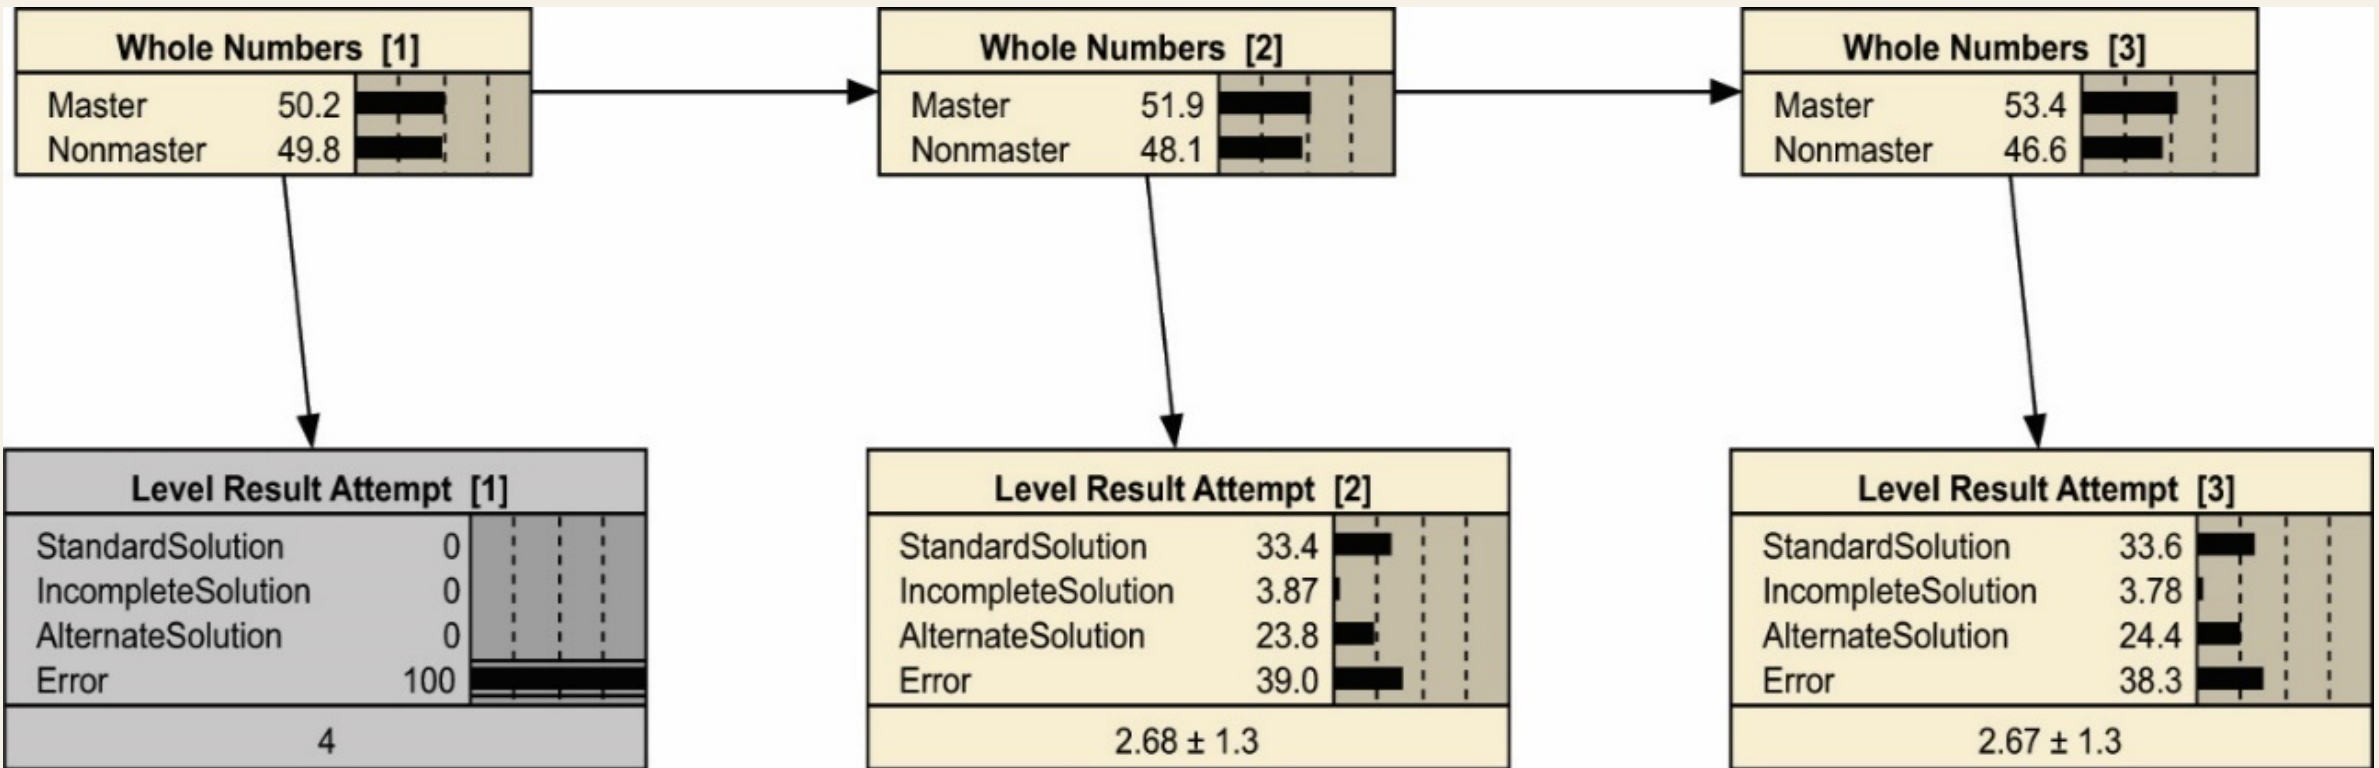 Whole Numbers [1]
Master 50.2
Nonmaster 49.8
Whole Numbers [2]
Master 51.9
Nonmaster 48.1
Whole Numbers [3]
Master 53.4
Nonmaster 46.6
Level Result Attempt [1]
StandardSolution 0
IncompleteSolution 0
AlternateSolution 0
Error 100
4
Level Result Attempt [2]
StandardSolution 33.4
IncompleteSolution 3.87
AlternateSolution 23.8
Error 39.0
2.68 ± 1.3
Level Result Attempt [3]
StandardSolution 33.6
IncompleteSolution 3.78
AlternateSolution 24.4
Error 38.3
2.67 ± 1.3